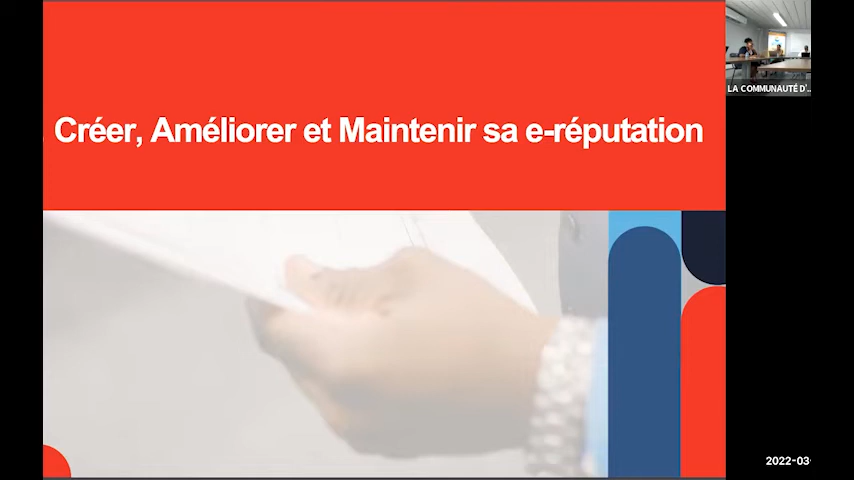 Créer, Améliorer et Maintenir sa e-réputation
LA COMMUNAUTÉ D'...
2022-03-